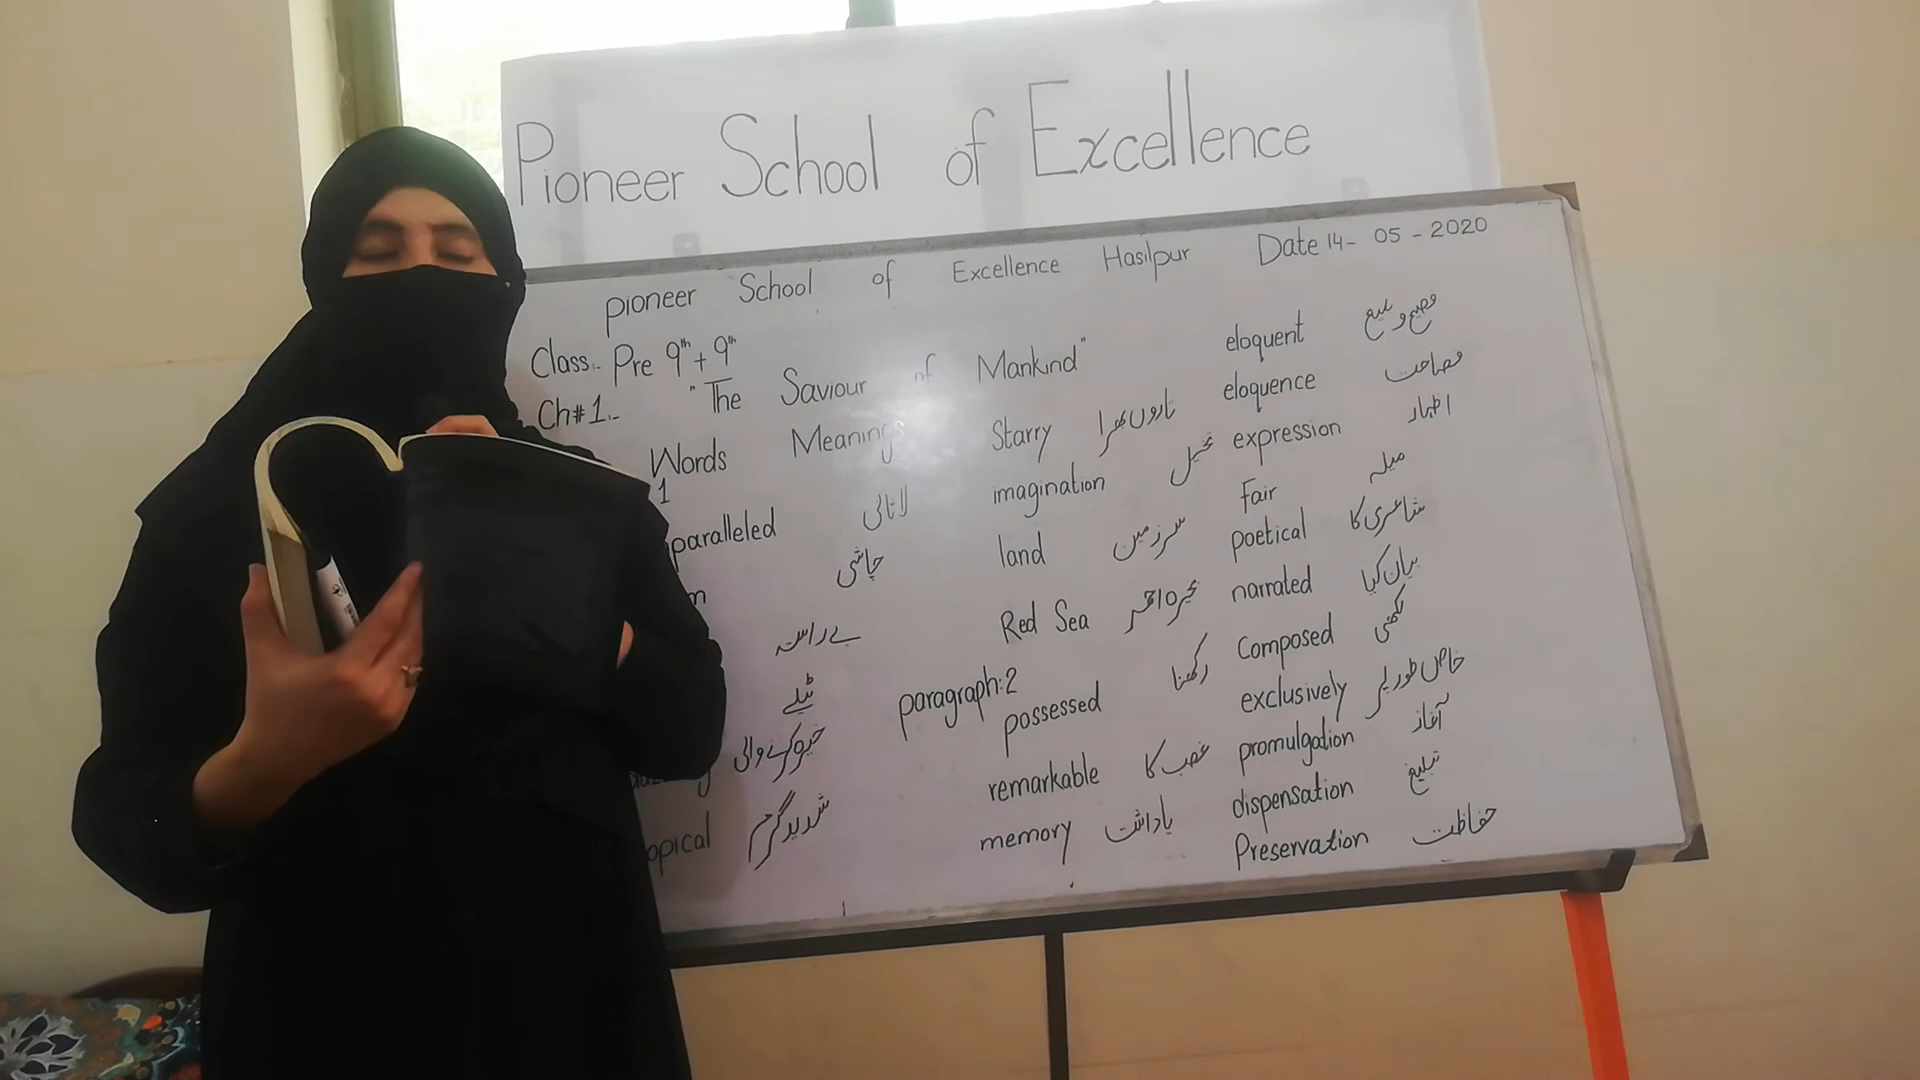 Pioneer School of Excellence
pioneer School of Excellence Hasilpur Date 14-05-2020
Class:- Pre 9th + 9th
Ch#1:- "The Saviour of Mankind"
Words Meanings
1
paralleled لاثانی
چاشنی
بے راستہ
ٹیلے
خیرہ کرنے والی
opical شدید گرم
Starry تاروں بھرا
imagination تخیل
land سرزمین
Red Sea بحیرہ احمر
paragraph:2
possessed رکھنا
remarkable غضب کا
memory یاداشت
eloquent فصیح و بلیغ
eloquence فصاحت
expression اظہار
Fair میلہ
poetical شاعری کا
narrated بیان کیا
Composed لکھی
exclusively خاص طور پر
promulgation آغاز
dispensation تبلیغ
Preservation حفاظت